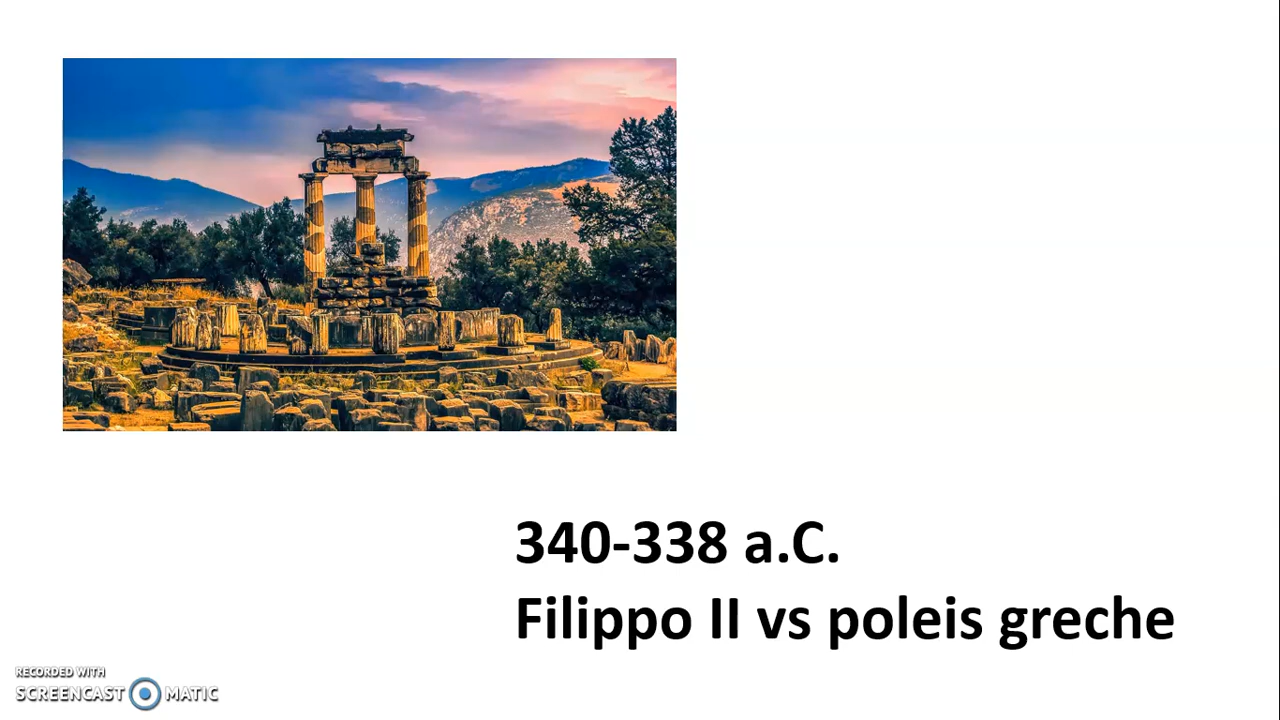 340-338 a.C.
Filippo II vs poleis greche
RECORDED WITH
SCREENCAST MATIC